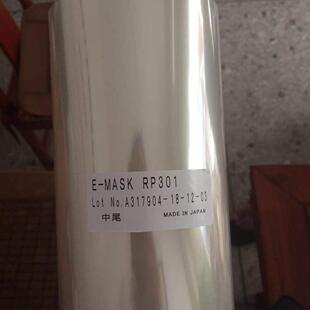 E-MASK RP301
Lot No.A317904-18-12-03
中尾 MADE IN JAPAN